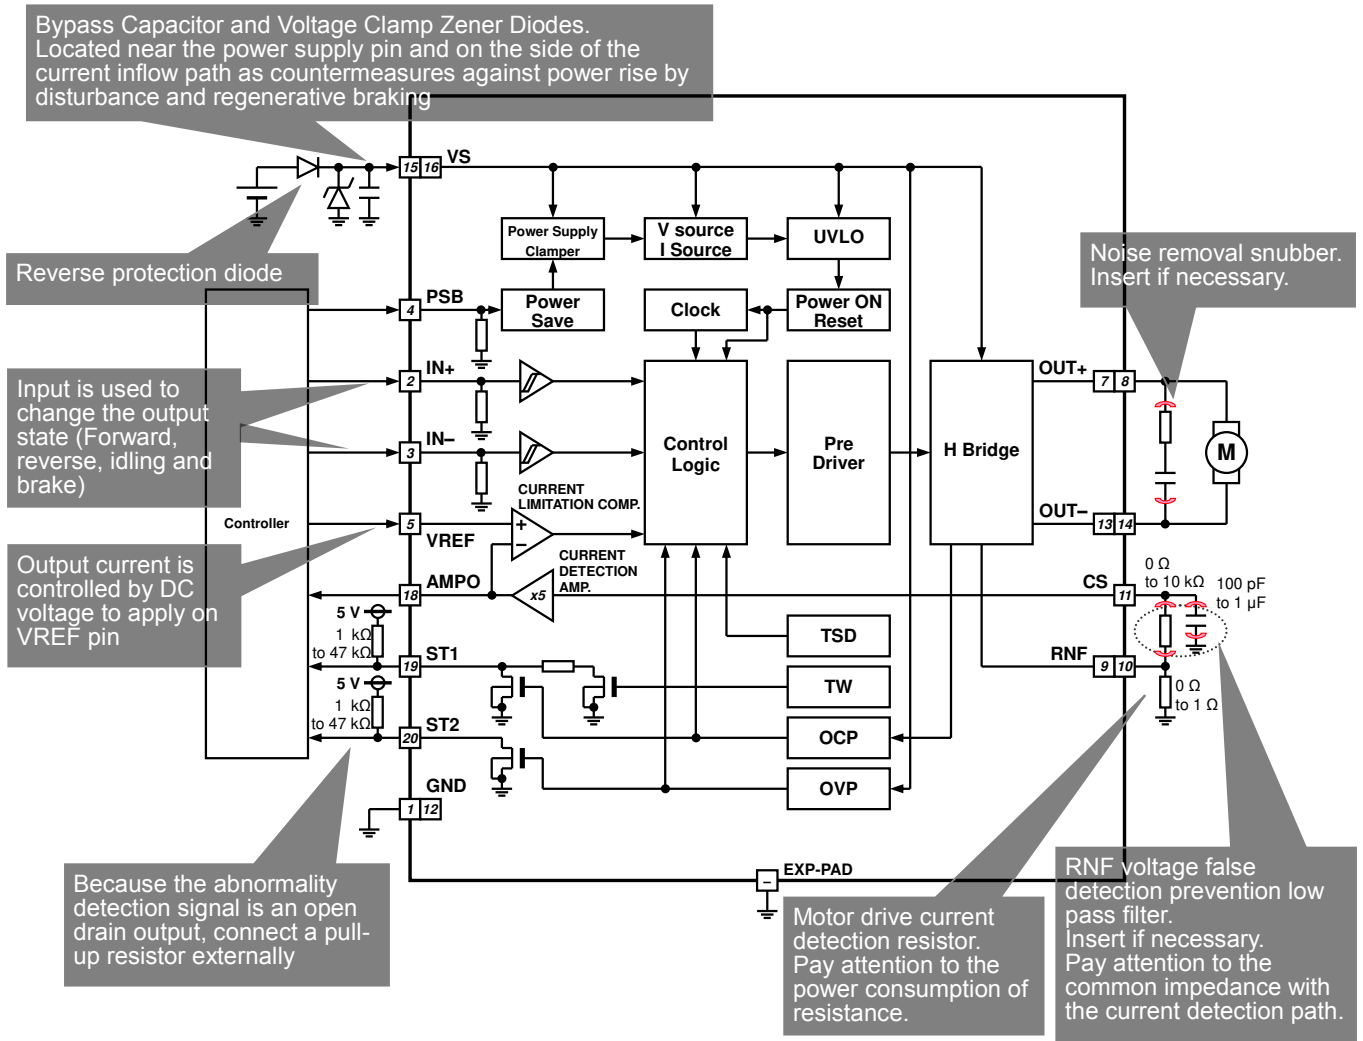 Bypass Capacitor and Voltage Clamp Zener Diodes.
Located near the power supply pin and on the side of the
current inflow path as countermeasures against power rise by
disturbance and regenerative braking
15 16
VS
Power Supply
Clamper
V source
I Source
UVLO
Reverse protection diode
Noise removal snubber.
Insert if necessary.
4
PSB
Power
Save
Clock
Power ON
Reset
Input is used to
change the output
state (Forward,
reverse, idling and
brake)
2
IN+
3
IN−
Control
Logic
Pre
Driver
H Bridge
OUT+
7 8
M
OUT−
13 14
CURRENT
LIMITATION COMP.
Controller
5
VREF
+
−
Output current is
controlled by DC
voltage to apply on
VREF pin
18
AMPO
x5
CURRENT
DETECTION
AMP.
CS
11
0 Ω
to 10 kΩ
100 pF
to 1 μF
5 V
1 kΩ
to 47 kΩ
19
ST1
TSD
TW
RNF
9 10
0 Ω
to 1 Ω
5 V
1 kΩ
to 47 kΩ
20
ST2
OCP
OVP
GND
1 12
EXP-PAD
−
Because the abnormality
detection signal is an open
drain output, connect a pull-
up resistor externally
Motor drive current
detection resistor.
Pay attention to the
power consumption of
resistance.
RNF voltage false
detection prevention low
pass filter.
Insert if necessary.
Pay attention to the
common impedance with
the current detection path.